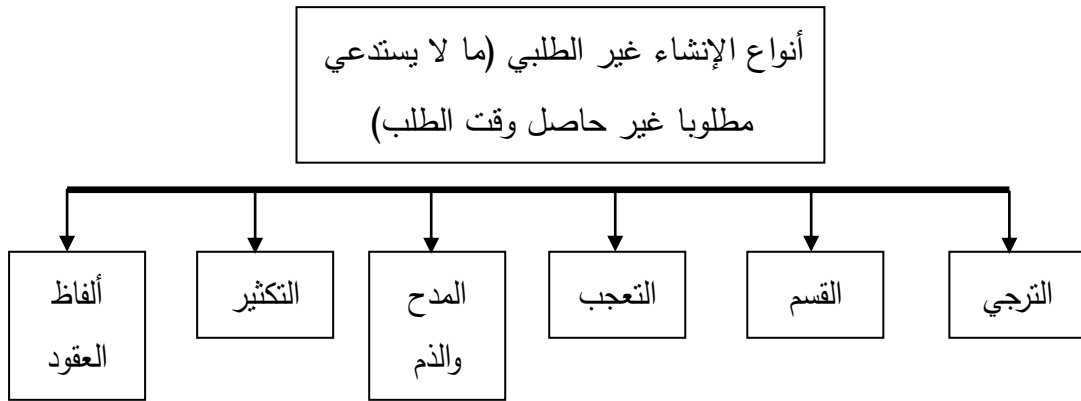 أنواع الإنشاء غير الطلبي (ما لا يستدعي
مطلوبا غير حاصل وقت الطلب)
الترجي
القسم
التعجب
المدح
والذم
التكثير
ألفاظ
العقود